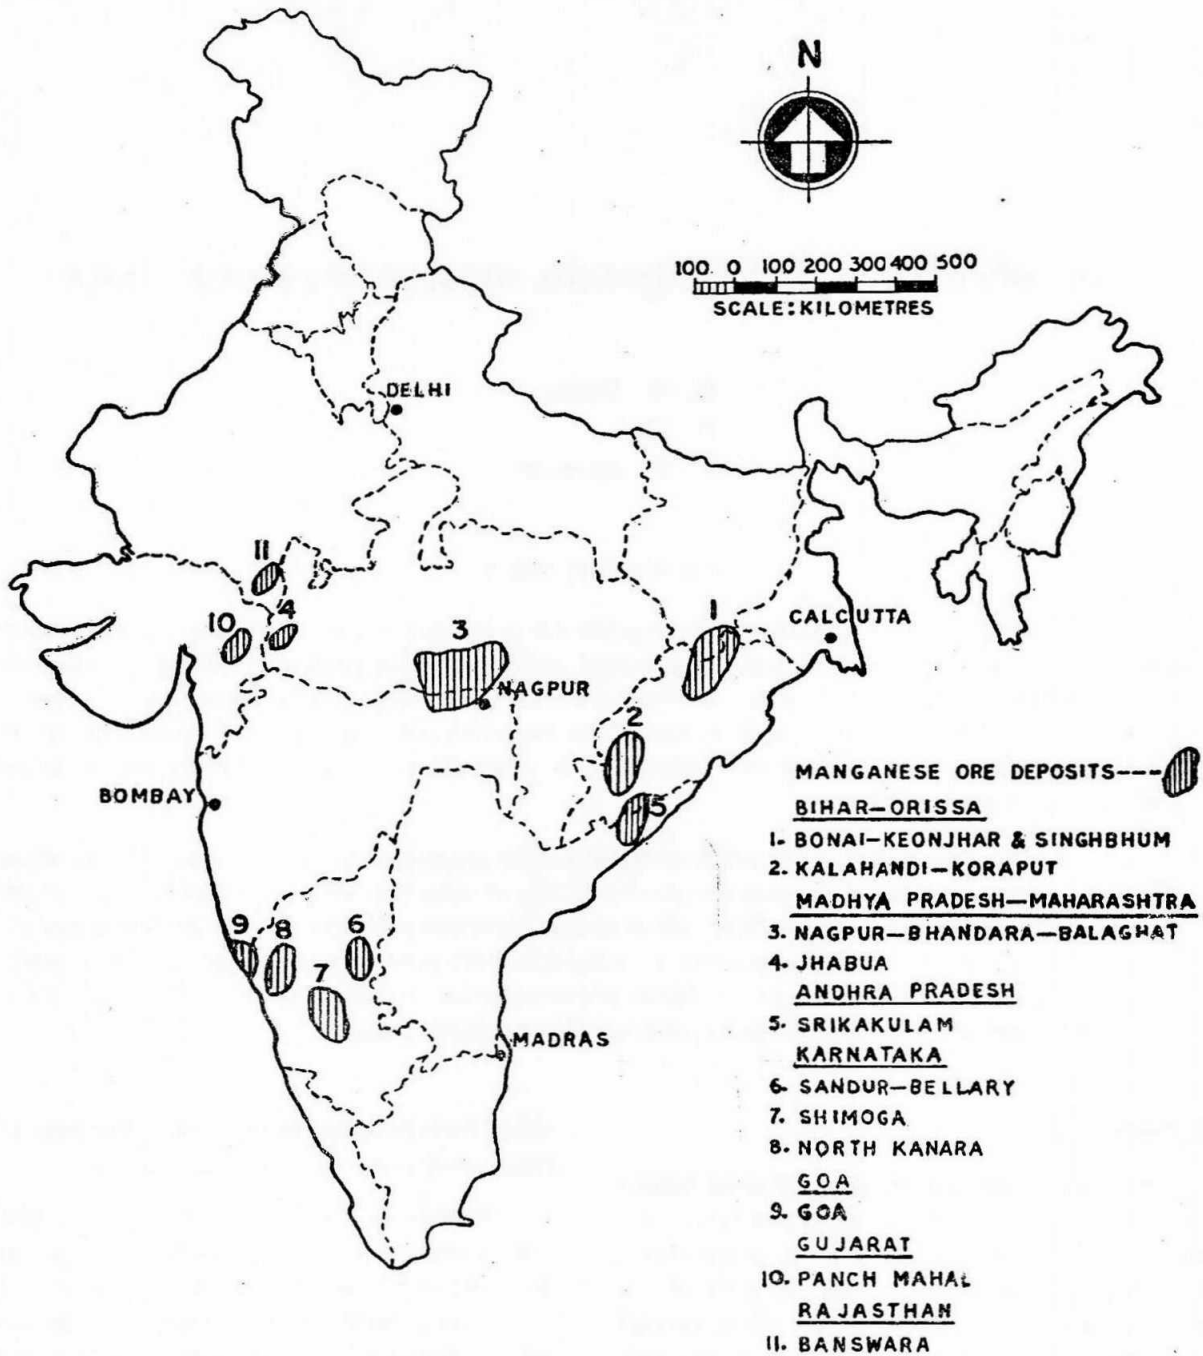 N
100 0 100 200 300 400 500
SCALE:KILOMETRES
DELHI
11
10
4
3
1
CALCUTTA
NAGPUR
2
5
BOMBAY
9
8
6
7
MADRAS
MANGANESE ORE DEPOSITS---
BIHAR-ORISSA
1. BONAI-KEONJHAR & SINGHBHUM
2. KALAHANDI-KORAPUT
MADHYA PRADESH-MAHARASHTRA
3. NAGPUR-BHANDARA-BALAGHAT
4. JHABUA
ANDHRA PRADESH
5. SRIKAKULAM
KARNATAKA
6. SANDUR-BELLARY
7. SHIMOGA
8. NORTH KANARA
GOA
9. GOA
GUJARAT
10. PANCH MAHAL
RAJASTHAN
11. BANSWARA